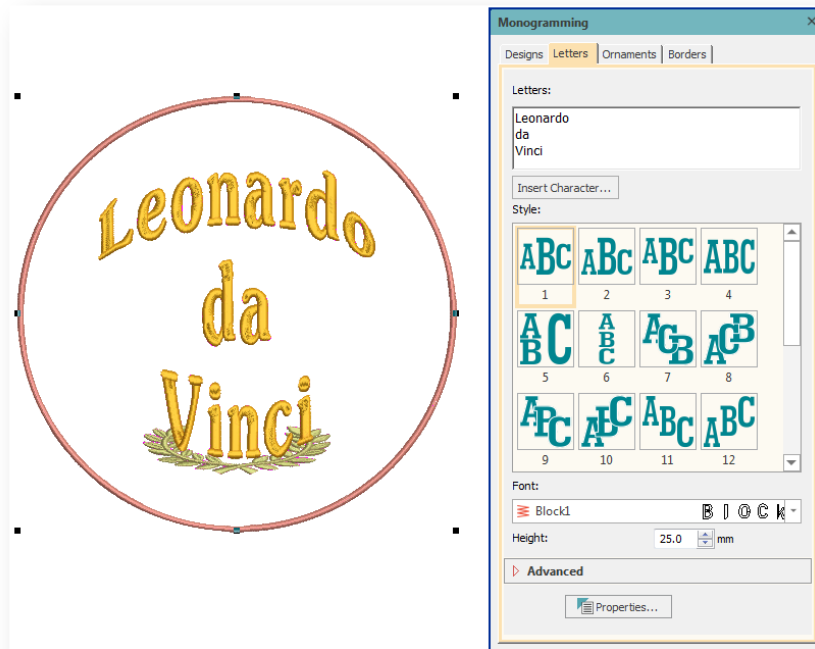 Leonardo
da
Vinci
Monogramming
Designs Letters Ornaments Borders
Letters:
Leonardo
da
Vinci
Insert Character...
Style:
ABC ABC ABC ABC
1 2 3 4
ABC ABC ACB ACB
5 6 7 8
ABC ABC ABC ABC
9 10 11 12
Font:
Block1 BLOCK
Height: 25.0 mm
Advanced
Properties...